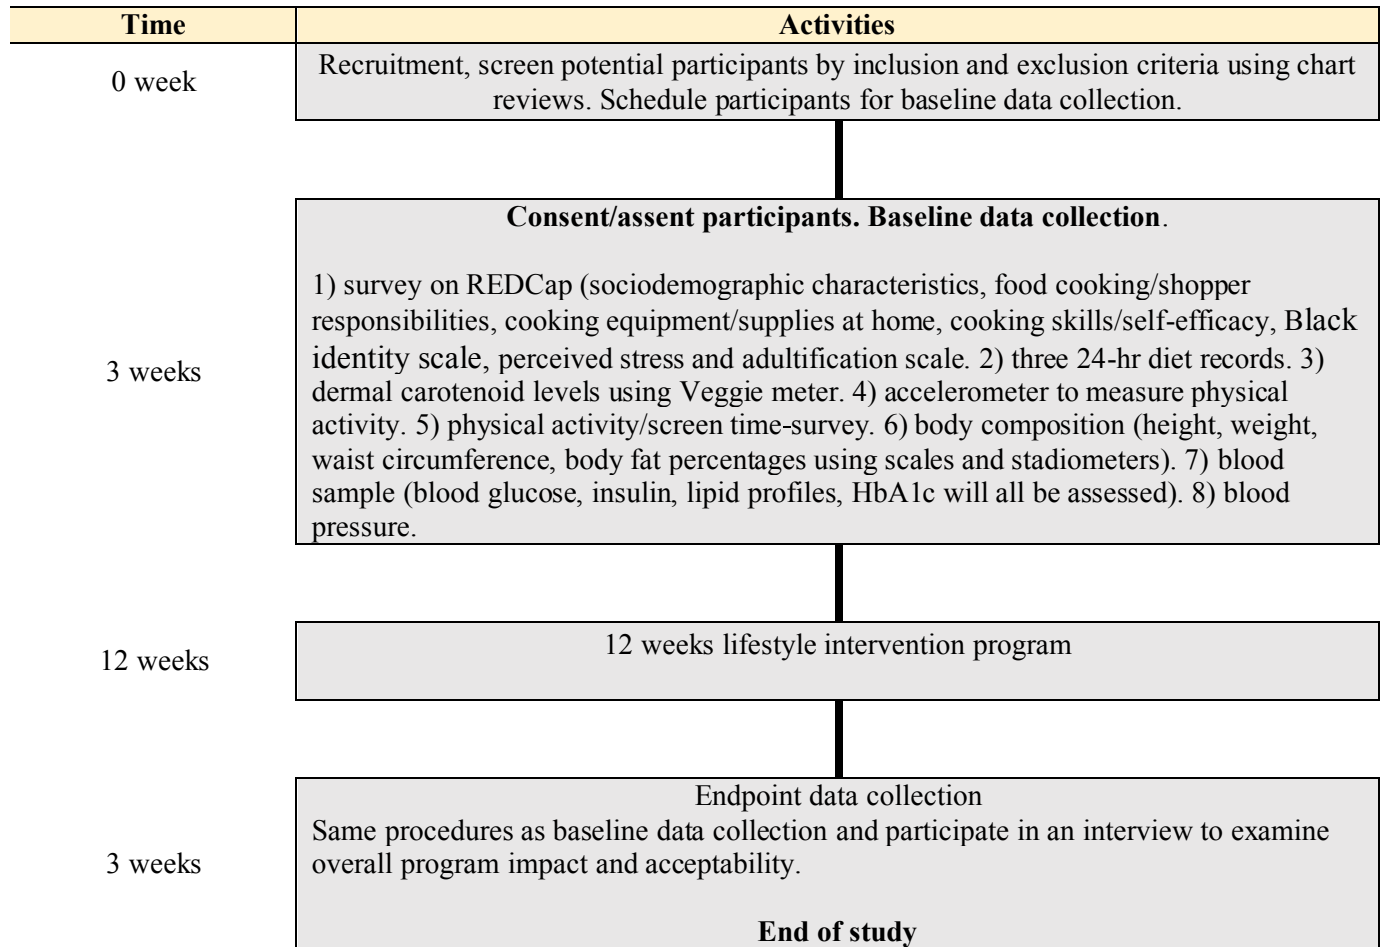 Time Activities
0 week
Recruitment, screen potential participants by inclusion and exclusion criteria using chart
reviews. Schedule participants for baseline data collection.
3 weeks
Consent/assent participants. Baseline data collection.
1) survey on REDCap (sociodemographic characteristics, food cooking/shopper
responsibilities, cooking equipment/supplies at home, cooking skills/self-efficacy, Black
identity scale, perceived stress and adultification scale. 2) three 24-hr diet records. 3)
dermal carotenoid levels using Veggie meter. 4) accelerometer to measure physical
activity. 5) physical activity/screen time-survey. 6) body composition (height, weight,
waist circumference, body fat percentages using scales and stadiometers). 7) blood
sample (blood glucose, insulin, lipid profiles, HbA1c will all be assessed). 8) blood
pressure.
12 weeks
12 weeks lifestyle intervention program
3 weeks
Endpoint data collection
Same procedures as baseline data collection and participate in an interview to examine
overall program impact and acceptability.
End of study